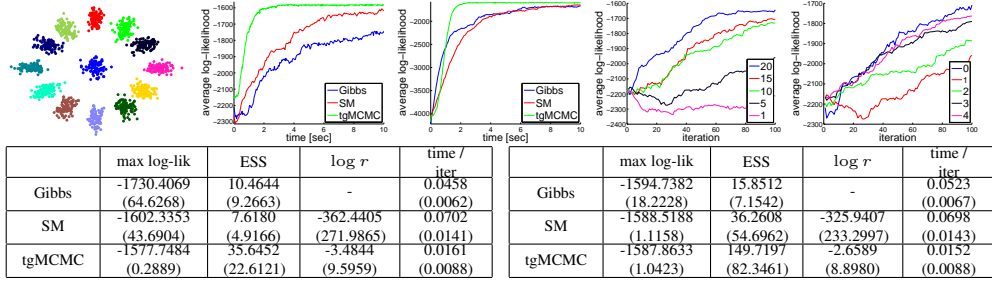 average log−likelihood
−1600
−1700
−1800
−1900
−2000
−2100
−2200
−2300
0 2 4 6 8 10
time [sec]
Gibbs
SM
tgMCMC
average log−likelihood
−2000
−2500
−3000
−3500
−4000
0 2 4 6 8 10
time [sec]
Gibbs
SM
tgMCMC
average log−likelihood
−1600
−1700
−1800
−1900
−2000
−2100
−2200
−2300
−2400
0 20 40 60 80 100
iteration
20
15
10
5
1
average log−likelihood
−1700
−1800
−1900
−2000
−2100
−2200
−2300
0 20 40 60 80 100
iteration
0
1
2
3
4
max log-lik ESS log r time /
iter
Gibbs -1730.4069 10.4644 - 0.0458
(64.6268) (9.2663) (0.0062)
SM -1602.3353 7.6180 -362.4405 0.0702
(43.6904) (4.9166) (271.9865) (0.0141)
tgMCMC -1577.7484 35.6452 -3.4844 0.0161
(0.2889) (22.6121) (9.5959) (0.0088)
max log-lik ESS log r time /
iter
Gibbs -1594.7382 15.8512 - 0.0523
(18.2228) (7.1542) (0.0067)
SM -1588.5188 36.2608 -325.9407 0.0698
(1.1158) (54.6962) (233.2997) (0.0143)
tgMCMC -1587.8633 149.7197 -2.6589 0.0152
(1.0423) (82.3461) (8.8980) (0.0088)